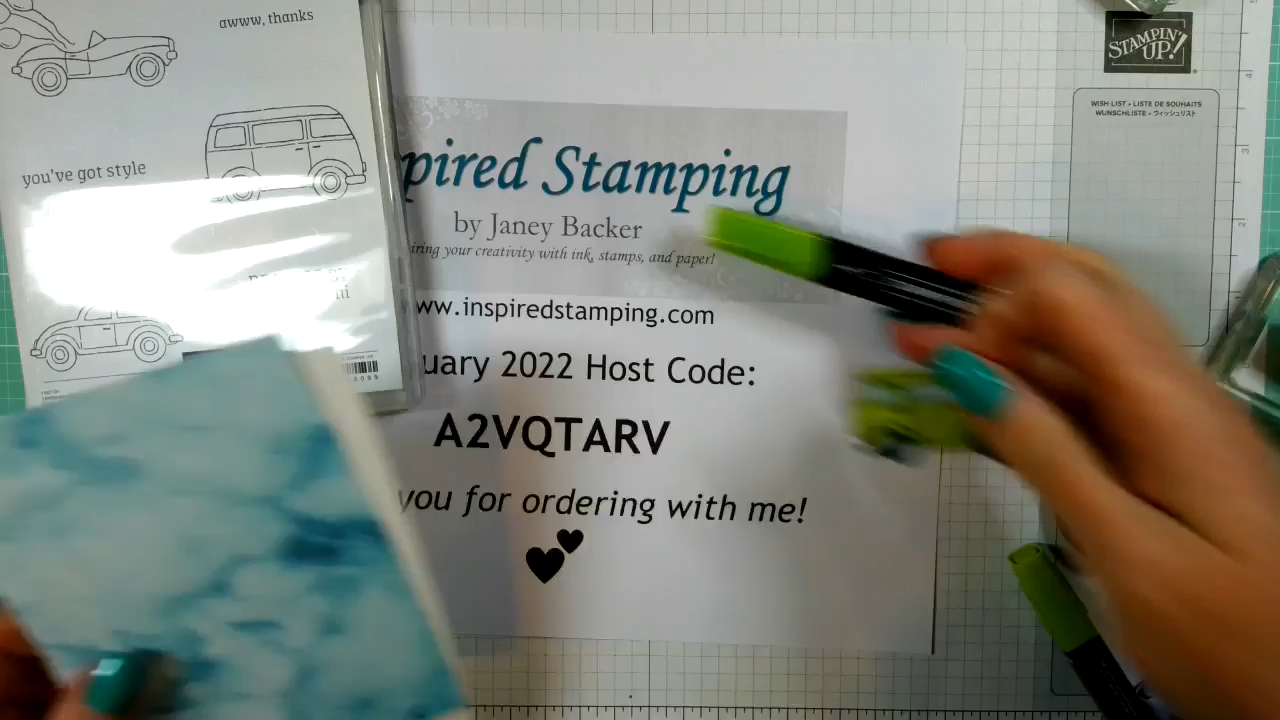 awww, thanks
you've got style
STAMPIN' UP!
WISH LIST • LISTE DE SOUHAITS
WUNSCHLISTE • ウィッシュリスト
pired Stamping
by Janey Backer
iring your creativity with ink, stamps, and paper!
ww.inspiredstamping.com
uary 2022 Host Code:
A2VQTARV
you for ordering with me!